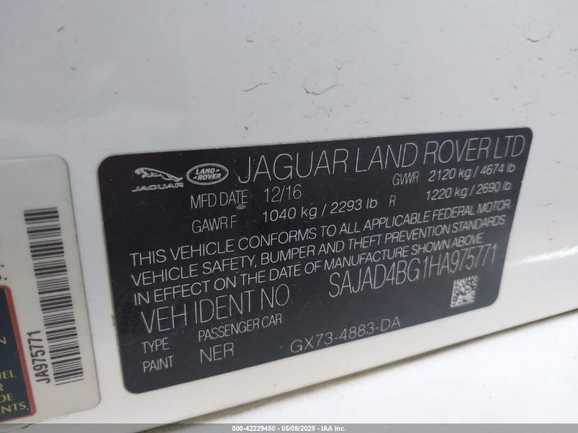 JAGUAR LAND ROVER LTD
JAGUAR
LAND ROVER
MFD DATE 12/16 GVWR 2120 kg / 4674 lb
GAWR F 1040 kg / 2293 lb R 1220 kg / 2690 lb
THIS VEHICLE CONFORMS TO ALL APPLICABLE FEDERAL MOTOR
VEHICLE SAFETY, BUMPER AND THEFT PREVENTION STANDARDS
IN EFFECT ON THE DATE OF MANUFACTURE SHOWN ABOVE.
VEH IDENT NO. SAJAD4BG1HA975771
TYPE PASSENGER CAR
PAINT NER GX73-4883-DA
JA975771
000-42229480 - 05/08/2025 - IAA Inc.